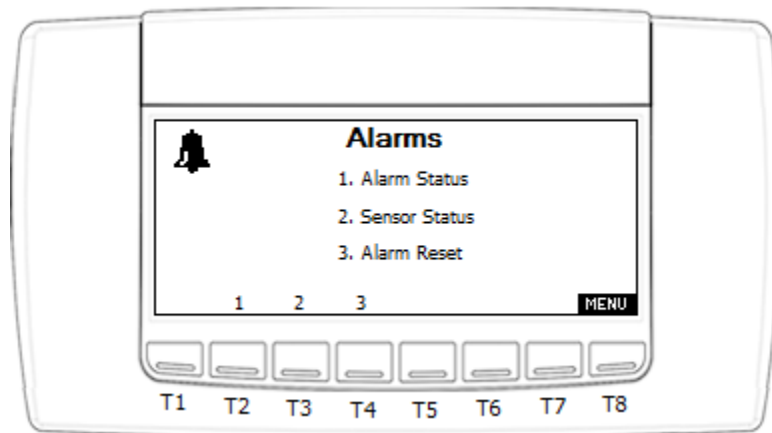 Alarms
1. Alarm Status
2. Sensor Status
3. Alarm Reset
1 2 3 MENU
T1 T2 T3 T4 T5 T6 T7 T8